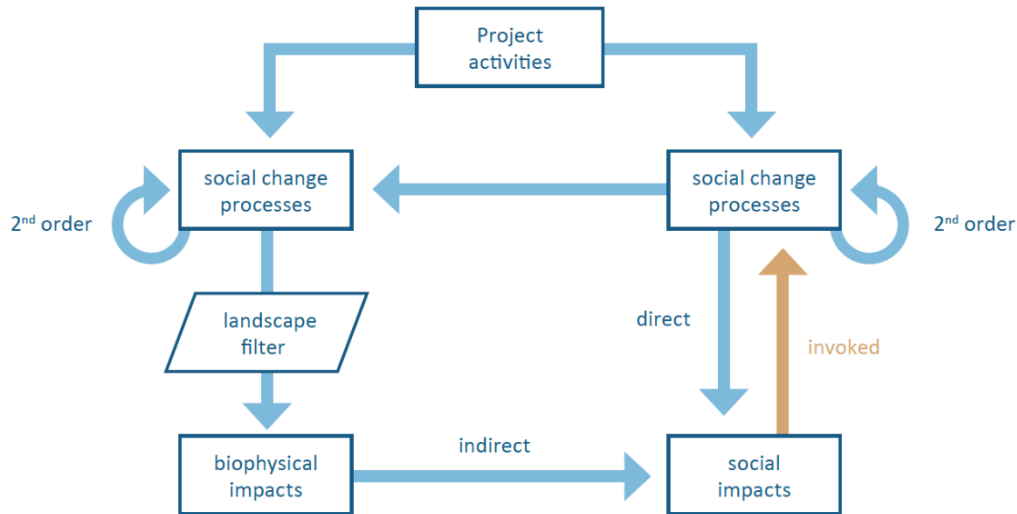 Project
activities
social change
processes
social change
processes
2nd order
2nd order
landscape
filter
direct
invoked
biophysical
impacts
indirect
social
impacts